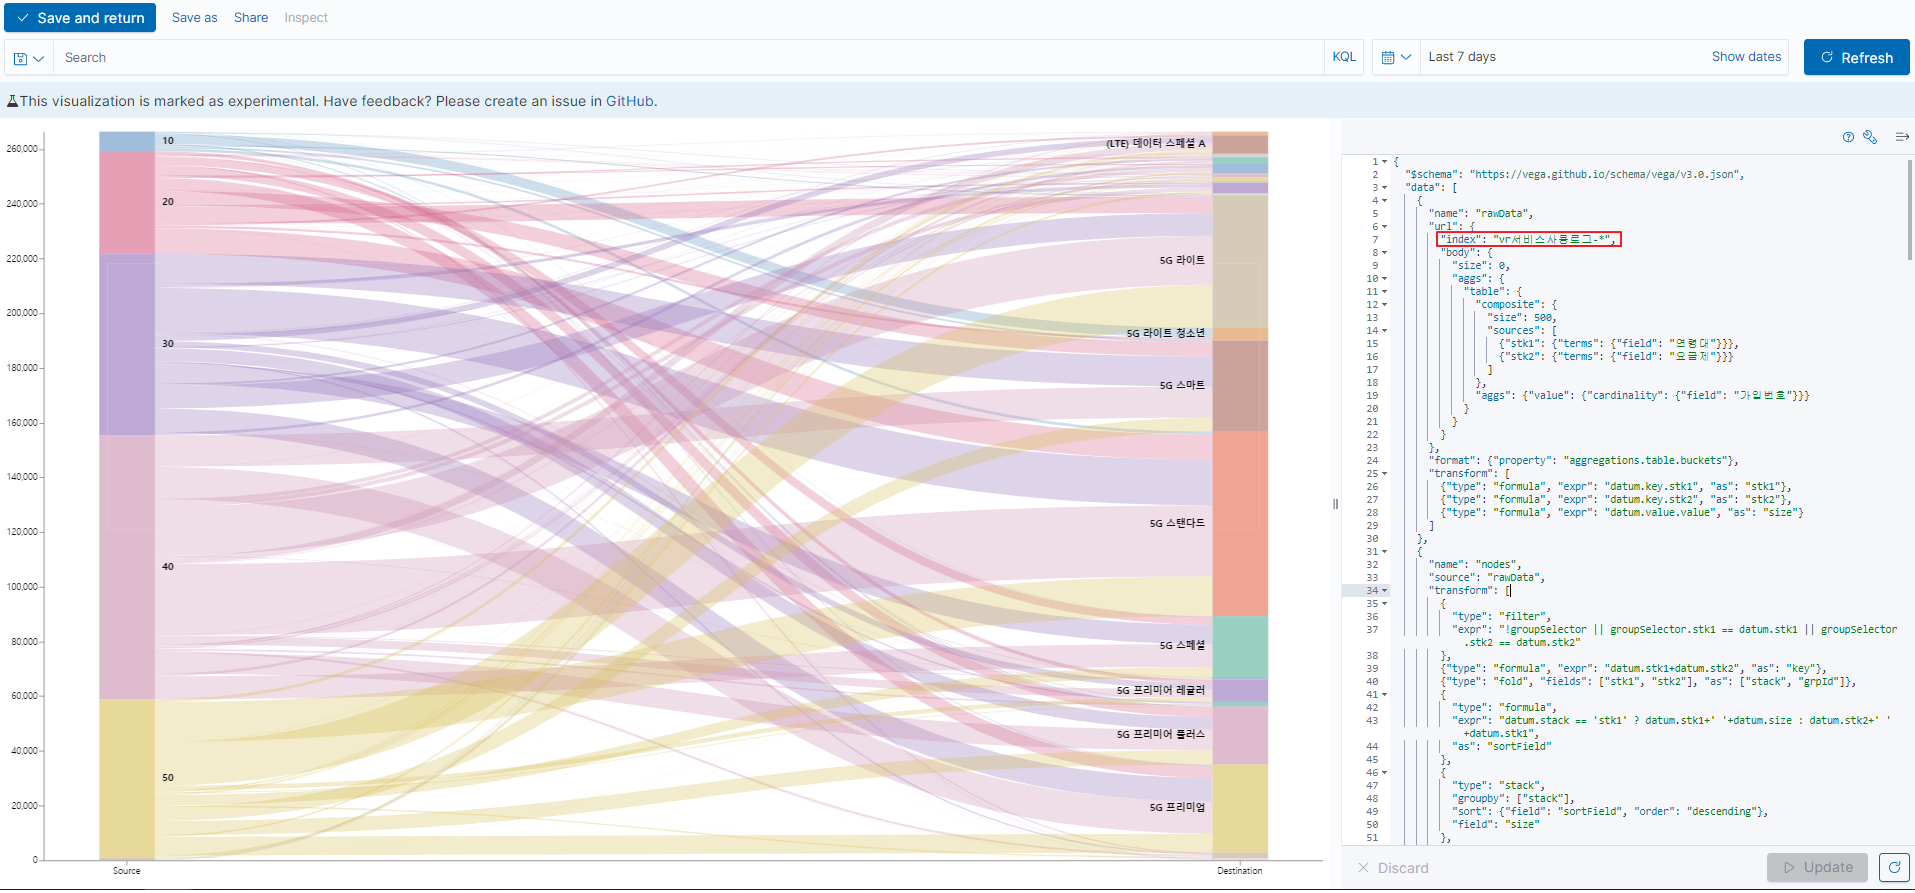 Save and return
Save as
Share
Inspect
Search
KQL
Last 7 days
Show dates
Refresh
This visualization is marked as experimental. Have feedback? Please create an issue in GitHub.
260,000
240,000
220,000
200,000
180,000
160,000
140,000
120,000
100,000
80,000
60,000
40,000
20,000
0
10
20
30
40
50
(LTE) 데이터 스페셜 A
5G 라이트
5G 라이트 청소년
5G 스마트
5G 스탠다드
5G 스페셜
5G 프리미어 레귤러
5G 프리미어 플러스
5G 프리미엄
Source
Destination
1 {
2 "$schema": "https://vega.github.io/schema/vega/v3.0.json",
3 "data": [
4 {
5 "name": "rawData",
6 "url": {
7 "index": "vr서비스사용로그-*",
8 "body": {
9 "size": 0,
10 "aggs": {
11 "table": {
12 "composite": {
13 "size": 500,
14 "sources": [
15 {"stk1": {"terms": {"field": "연령대"}}},
16 {"stk2": {"terms": {"field": "요금제"}}}
17 ]
18 },
19 "aggs": {"value": {"cardinality": {"field": "가입번호"}}}
20 }
21 }
22 }
23 },
24 "format": {"property": "aggregations.table.buckets"},
25 "transform": [
26 {"type": "formula", "expr": "datum.key.stk1", "as": "stk1"},
27 {"type": "formula", "expr": "datum.key.stk2", "as": "stk2"},
28 {"type": "formula", "expr": "datum.value.value", "as": "size"}
29 ]
30 },
31 {
32 "name": "nodes",
33 "source": "rawData",
34 "transform": [
35 {
36 "type": "filter",
37 "expr": "!groupSelector || groupSelector.stk1 == datum.stk1 || groupSelector
.stk2 == datum.stk2"
38 },
39 {"type": "formula", "expr": "datum.stk1+datum.stk2", "as": "key"},
40 {"type": "fold", "fields": ["stk1", "stk2"], "as": ["stack", "grpId"]},
41 {
42 "type": "formula",
43 "expr": "datum.stack == 'stk1' ? datum.stk1+' '+datum.size : datum.stk2+' '
+datum.stk1",
44 "as": "sortField"
45 },
46 {
47 "type": "stack",
48 "groupby": ["stack"],
49 "sort": {"field": "sortField", "order": "descending"},
50 "field": "size"
51 },
Discard
Update